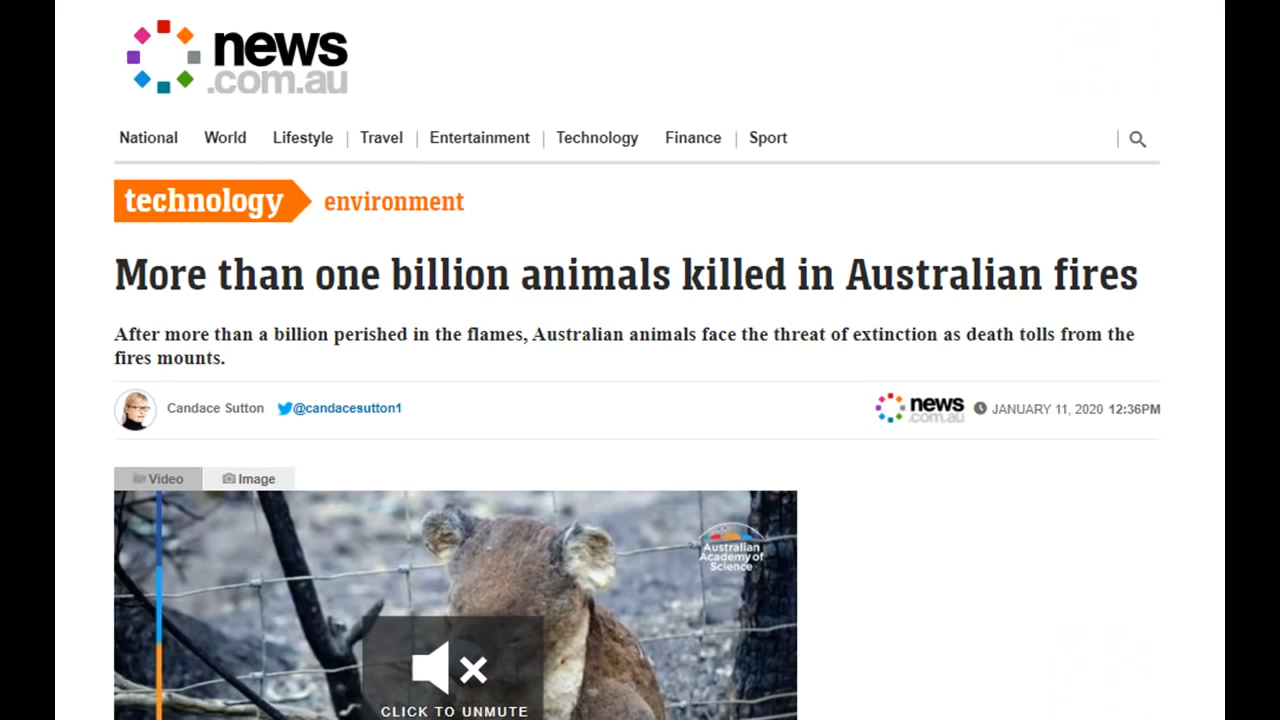 news
.com.au
National World Lifestyle Travel Entertainment Technology Finance Sport
technology environment
More than one billion animals killed in Australian fires
After more than a billion perished in the flames, Australian animals face the threat of extinction as death tolls from the
fires mounts.
Candace Sutton @candacesutton1 news .com.au JANUARY 11, 2020 12:36PM
Video Image
Australian
Academy of
Science
CLICK TO UNMUTE